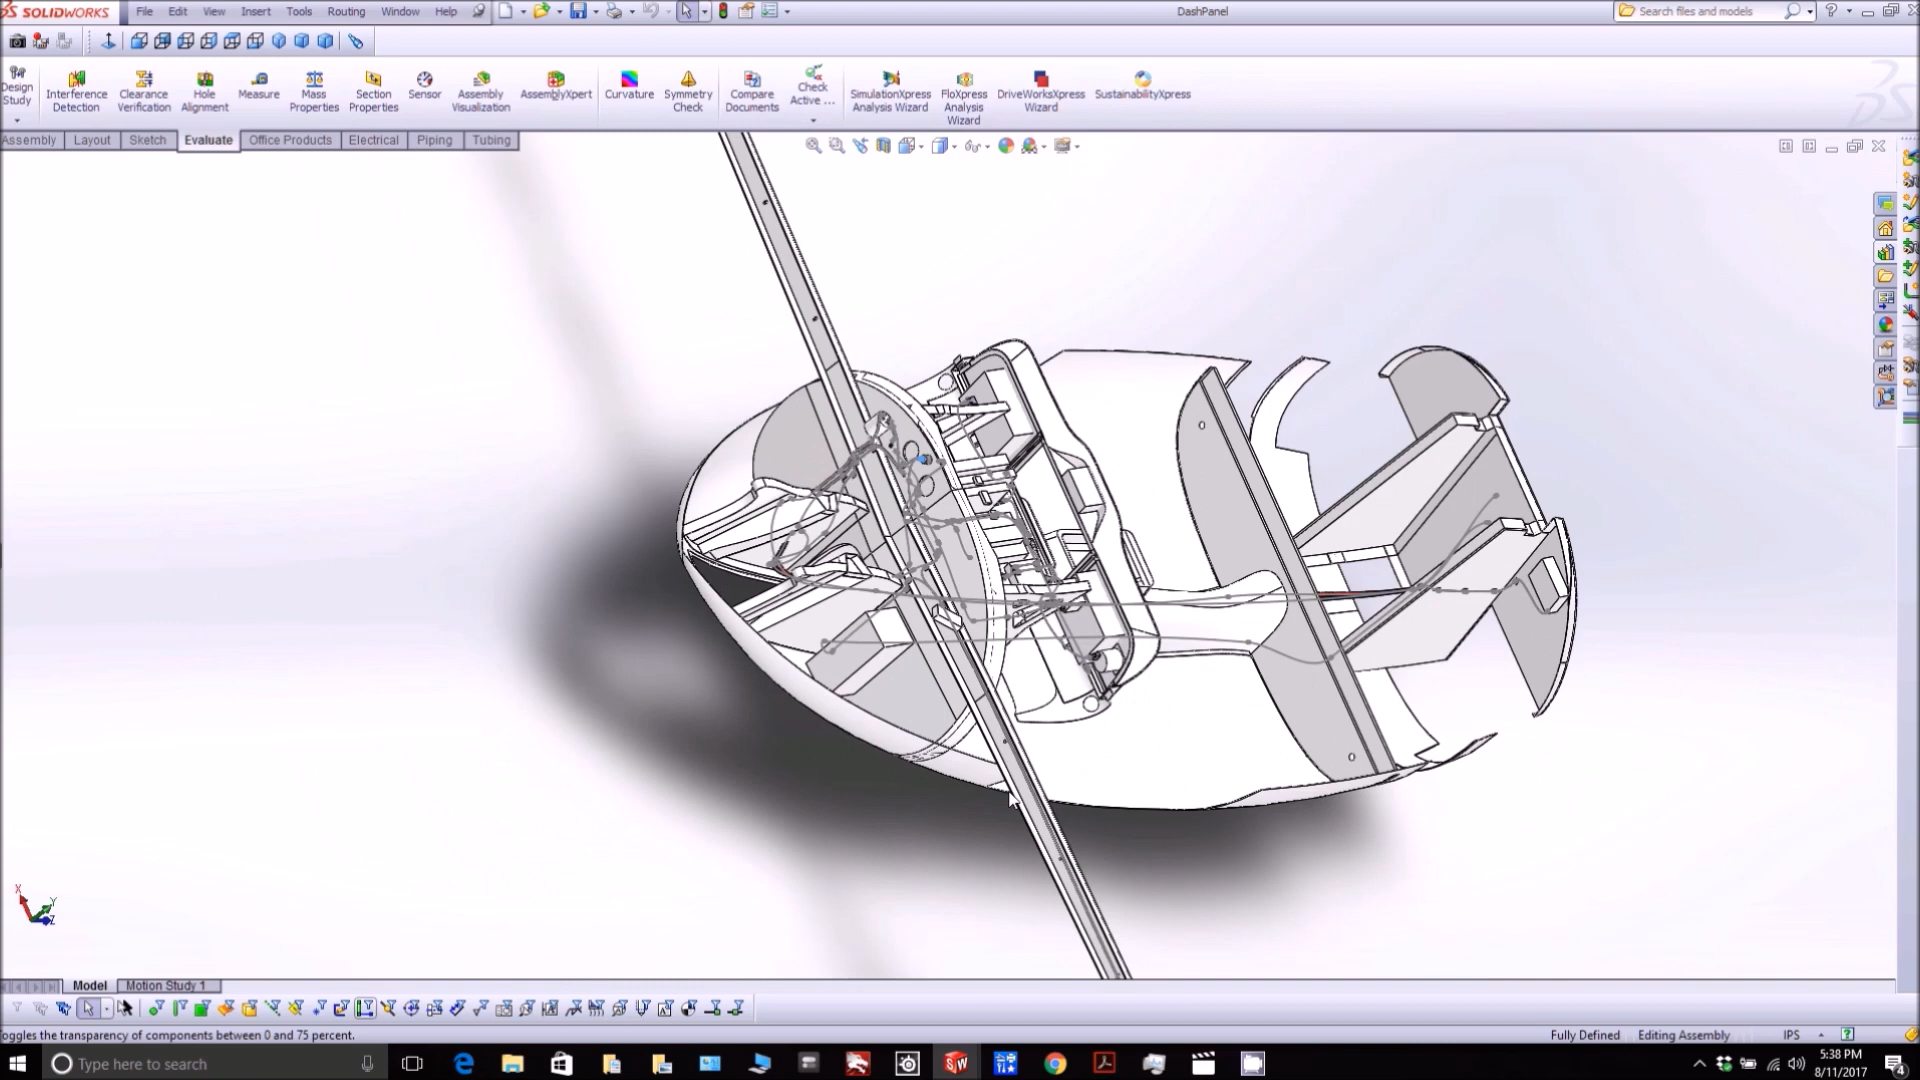 SOLIDWORKS File Edit View Insert Tools Routing Window Help DashPanel Search files and models
Design Study
Interference Detection
Clearance Verification
Hole Alignment
Measure
Mass Properties
Section Properties
Sensor
Assembly Visualization
AssemblyXpert
Curvature
Symmetry Check
Compare Documents
Check Active ...
SimulationXpress Analysis Wizard
FloXpress Analysis Wizard
DriveWorksXpress Wizard
SustainabilityXpress
Assembly Layout Sketch Evaluate Office Products Electrical Piping Tubing
X
Y
Z
Model Motion Study 1
oggles the transparency of components between 0 and 75 percent. Fully Defined Editing Assembly IPS
Type here to search
SW
5:38 PM
8/11/2017
4